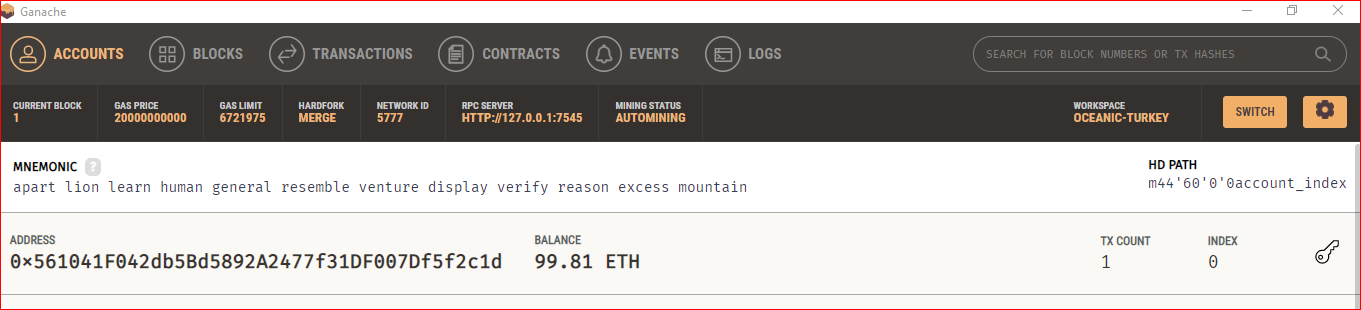 Ganache
ACCOUNTS BLOCKS TRANSACTIONS CONTRACTS EVENTS LOGS SEARCH FOR BLOCK NUMBERS OR TX HASHES
CURRENT BLOCK GAS PRICE GAS LIMIT HARDFORK NETWORK ID RPC SERVER MINING STATUS WORKSPACE
1 20000000000 6721975 MERGE 5777 HTTP://127.0.0.1:7545 AUTOMINING OCEANIC-TURKEY SWITCH
MNEMONIC ? HD PATH
apart lion learn human general resemble venture display verify reason excess mountain m44'60'0'0account_index
ADDRESS BALANCE TX COUNT INDEX
0×561041F042db5Bd5892A2477f31DF007Df5f2c1d 99.81 ETH 1 0